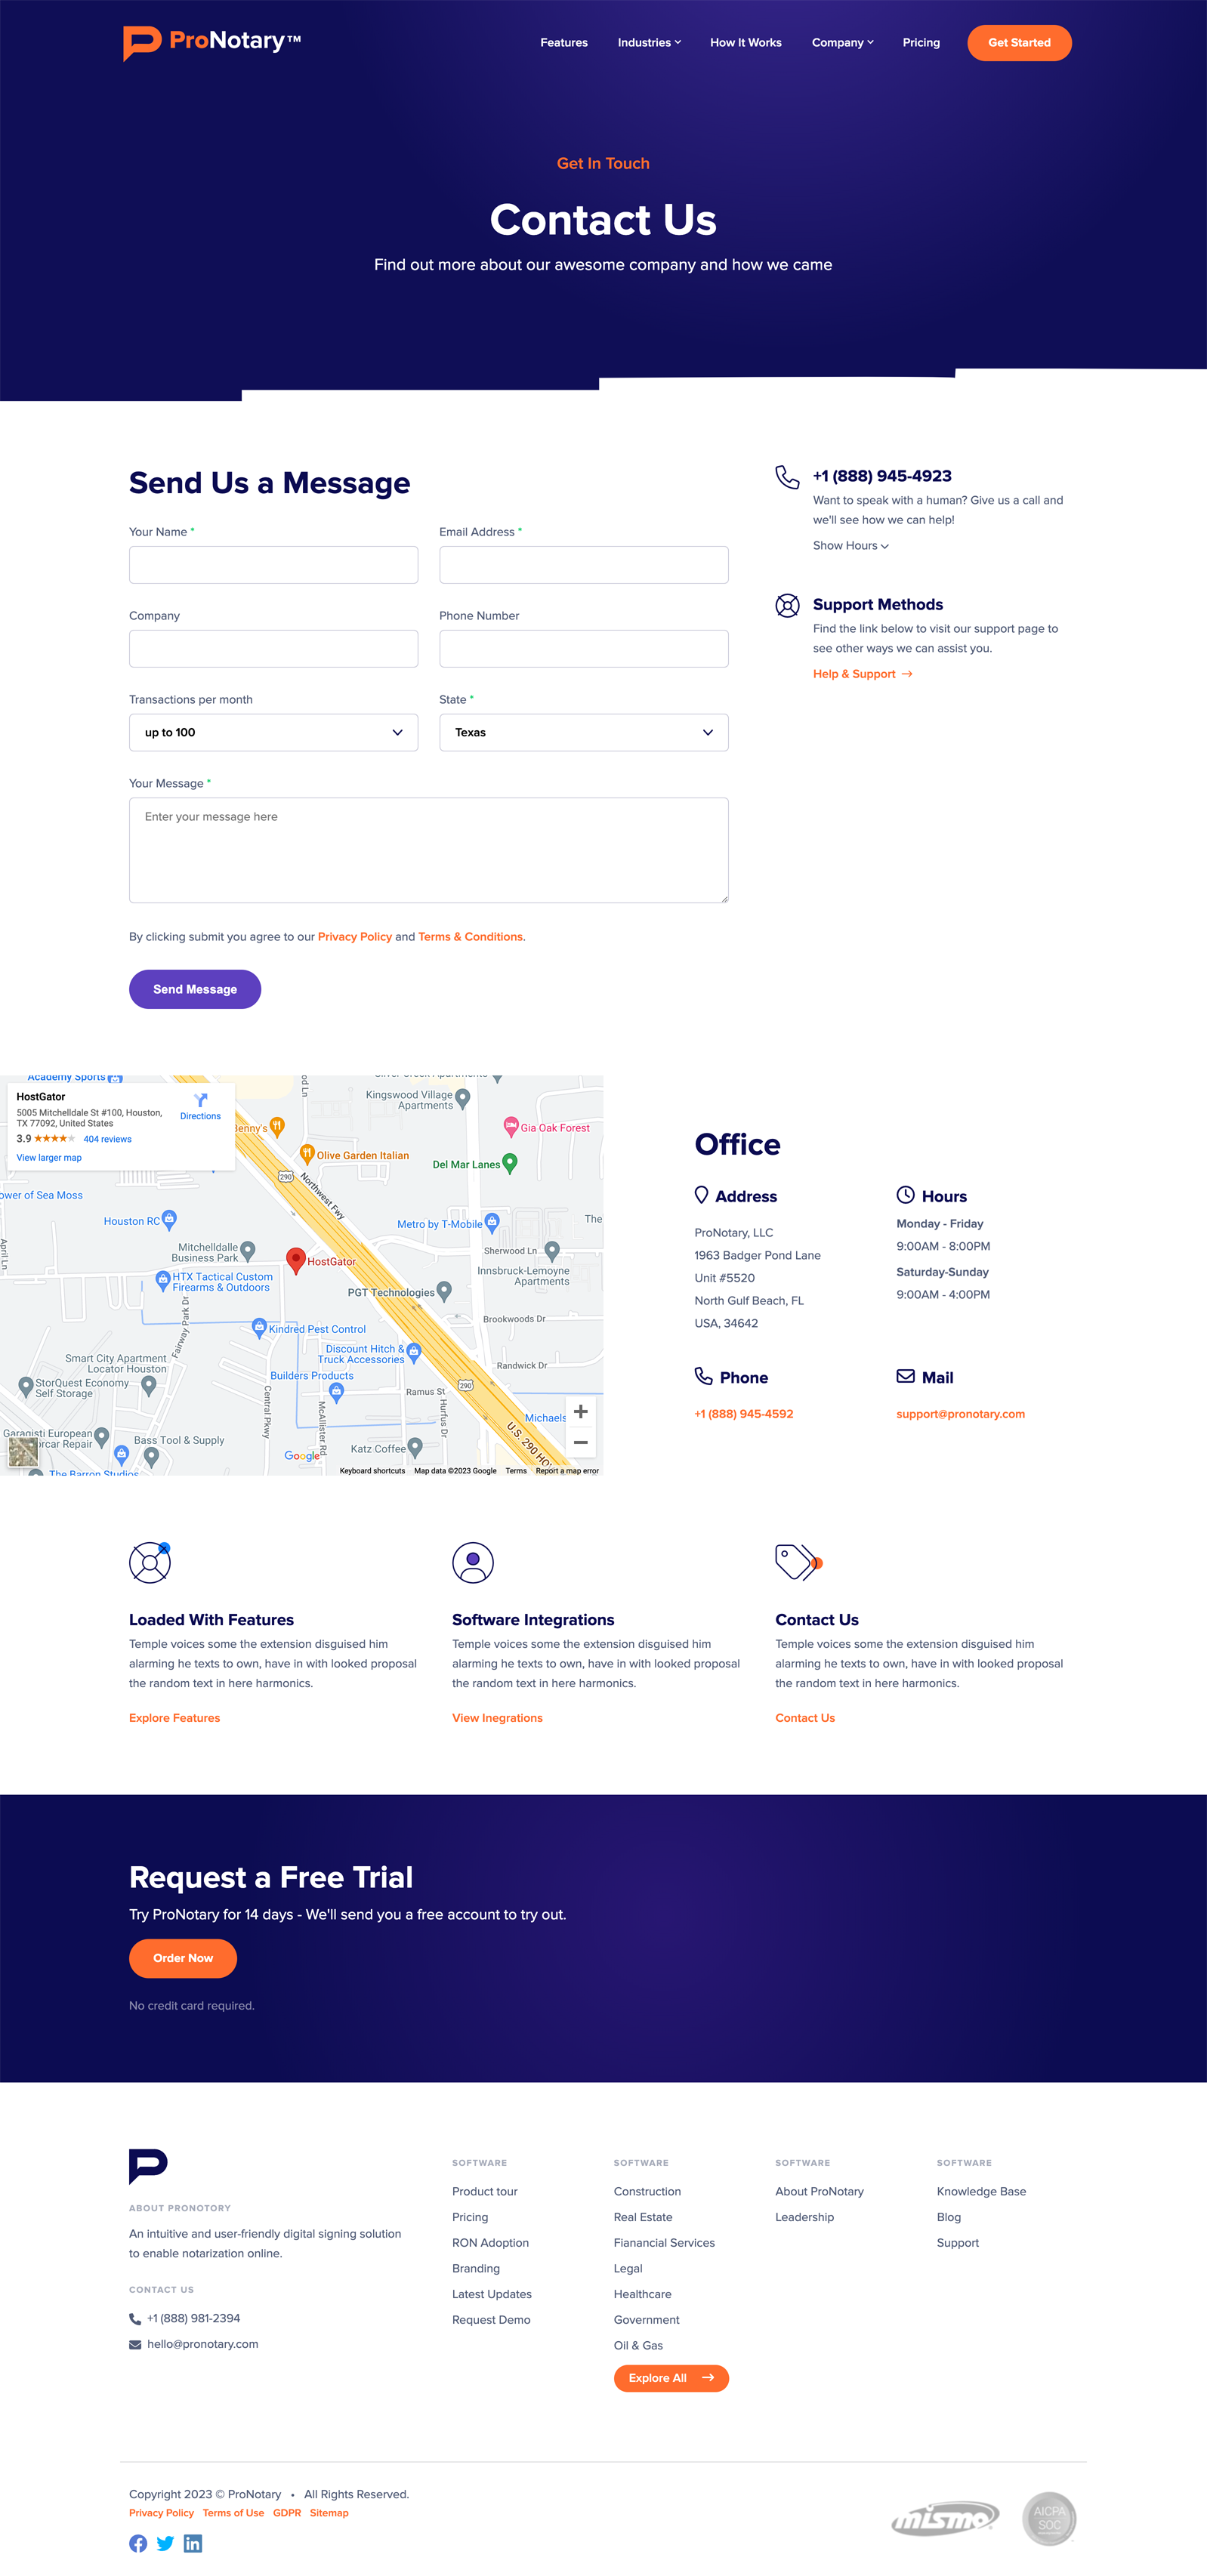 ProNotary™
Features
Industries
How It Works
Company
Pricing
Get Started
Get In Touch
Contact Us
Find out more about our awesome company and how we came
Send Us a Message
Your Name *
Email Address *
Company
Phone Number
Transactions per month
State *
up to 100
Texas
Your Message *
Enter your message here
By clicking submit you agree to our Privacy Policy and Terms & Conditions.
Send Message
+1 (888) 945-4923
Want to speak with a human? Give us a call and
we'll see how we can help!
Show Hours
Support Methods
Find the link below to visit our support page to
see other ways we can assist you.
Help & Support
Academy Sports
HostGator
5005 Mitchelldale St #100, Houston,
TX 77092, United States
3.9
404 reviews
View larger map
Directions
Kingswood Village
Apartments
Gia Oak Forest
enny's
Olive Garden Italian
Del Mar Lanes
290
Northwest Fwy
ower of Sea Moss
Houston RC
Metro by T-Mobile
The
April Ln
Mitchelldalle
Business Park
HostGator
Sherwood Ln
Innsbruck-Lemoyne
Apartments
HTX Tactical Custom
Firearms & Outdoors
PGT Technologies
Fairway Park Dr
Brookwoods Dr
Kindred Pest Control
Discount Hitch &
Truck Accessories
Smart City Apartment
Locator Houston
Builders Products
Randwick Dr
StorQuest Economy
Self Storage
290
Ramus St
Central Pkwy
McAllister Rd
Hurfus Dr
Michaels
Garagisti European
orcar Repair
Bass Tool & Supply
Katz Coffee
U.S. 290 HO
The Barron Studios
Google
Keyboard shortcuts
Map data ©2023 Google
Terms
Report a map error
Office
Address
ProNotary, LLC
1963 Badger Pond Lane
Unit #5520
North Gulf Beach, FL
USA, 34642
Hours
Monday - Friday
9:00AM - 8:00PM
Saturday-Sunday
9:00AM - 4:00PM
Phone
+1 (888) 945-4592
Mail
support@pronotary.com
Loaded With Features
Temple voices some the extension disguised him
alarming he texts to own, have in with looked proposal
the random text in here harmonics.
Explore Features
Software Integrations
Temple voices some the extension disguised him
alarming he texts to own, have in with looked proposal
the random text in here harmonics.
View Inegrations
Contact Us
Temple voices some the extension disguised him
alarming he texts to own, have in with looked proposal
the random text in here harmonics.
Contact Us
Request a Free Trial
Try ProNotary for 14 days - We'll send you a free account to try out.
Order Now
No credit card required.
ABOUT PRONOTORY
An intuitive and user-friendly digital signing solution
to enable notarization online.
CONTACT US
+1 (888) 981-2394
hello@pronotary.com
SOFTWARE
Product tour
Pricing
RON Adoption
Branding
Latest Updates
Request Demo
SOFTWARE
Construction
Real Estate
Fianancial Services
Legal
Healthcare
Government
Oil & Gas
Explore All
SOFTWARE
About ProNotary
Leadership
SOFTWARE
Knowledge Base
Blog
Support
Copyright 2023 © ProNotary • All Rights Reserved.
Privacy Policy
Terms of Use
GDPR
Sitemap
mismo
AICPA
SOC